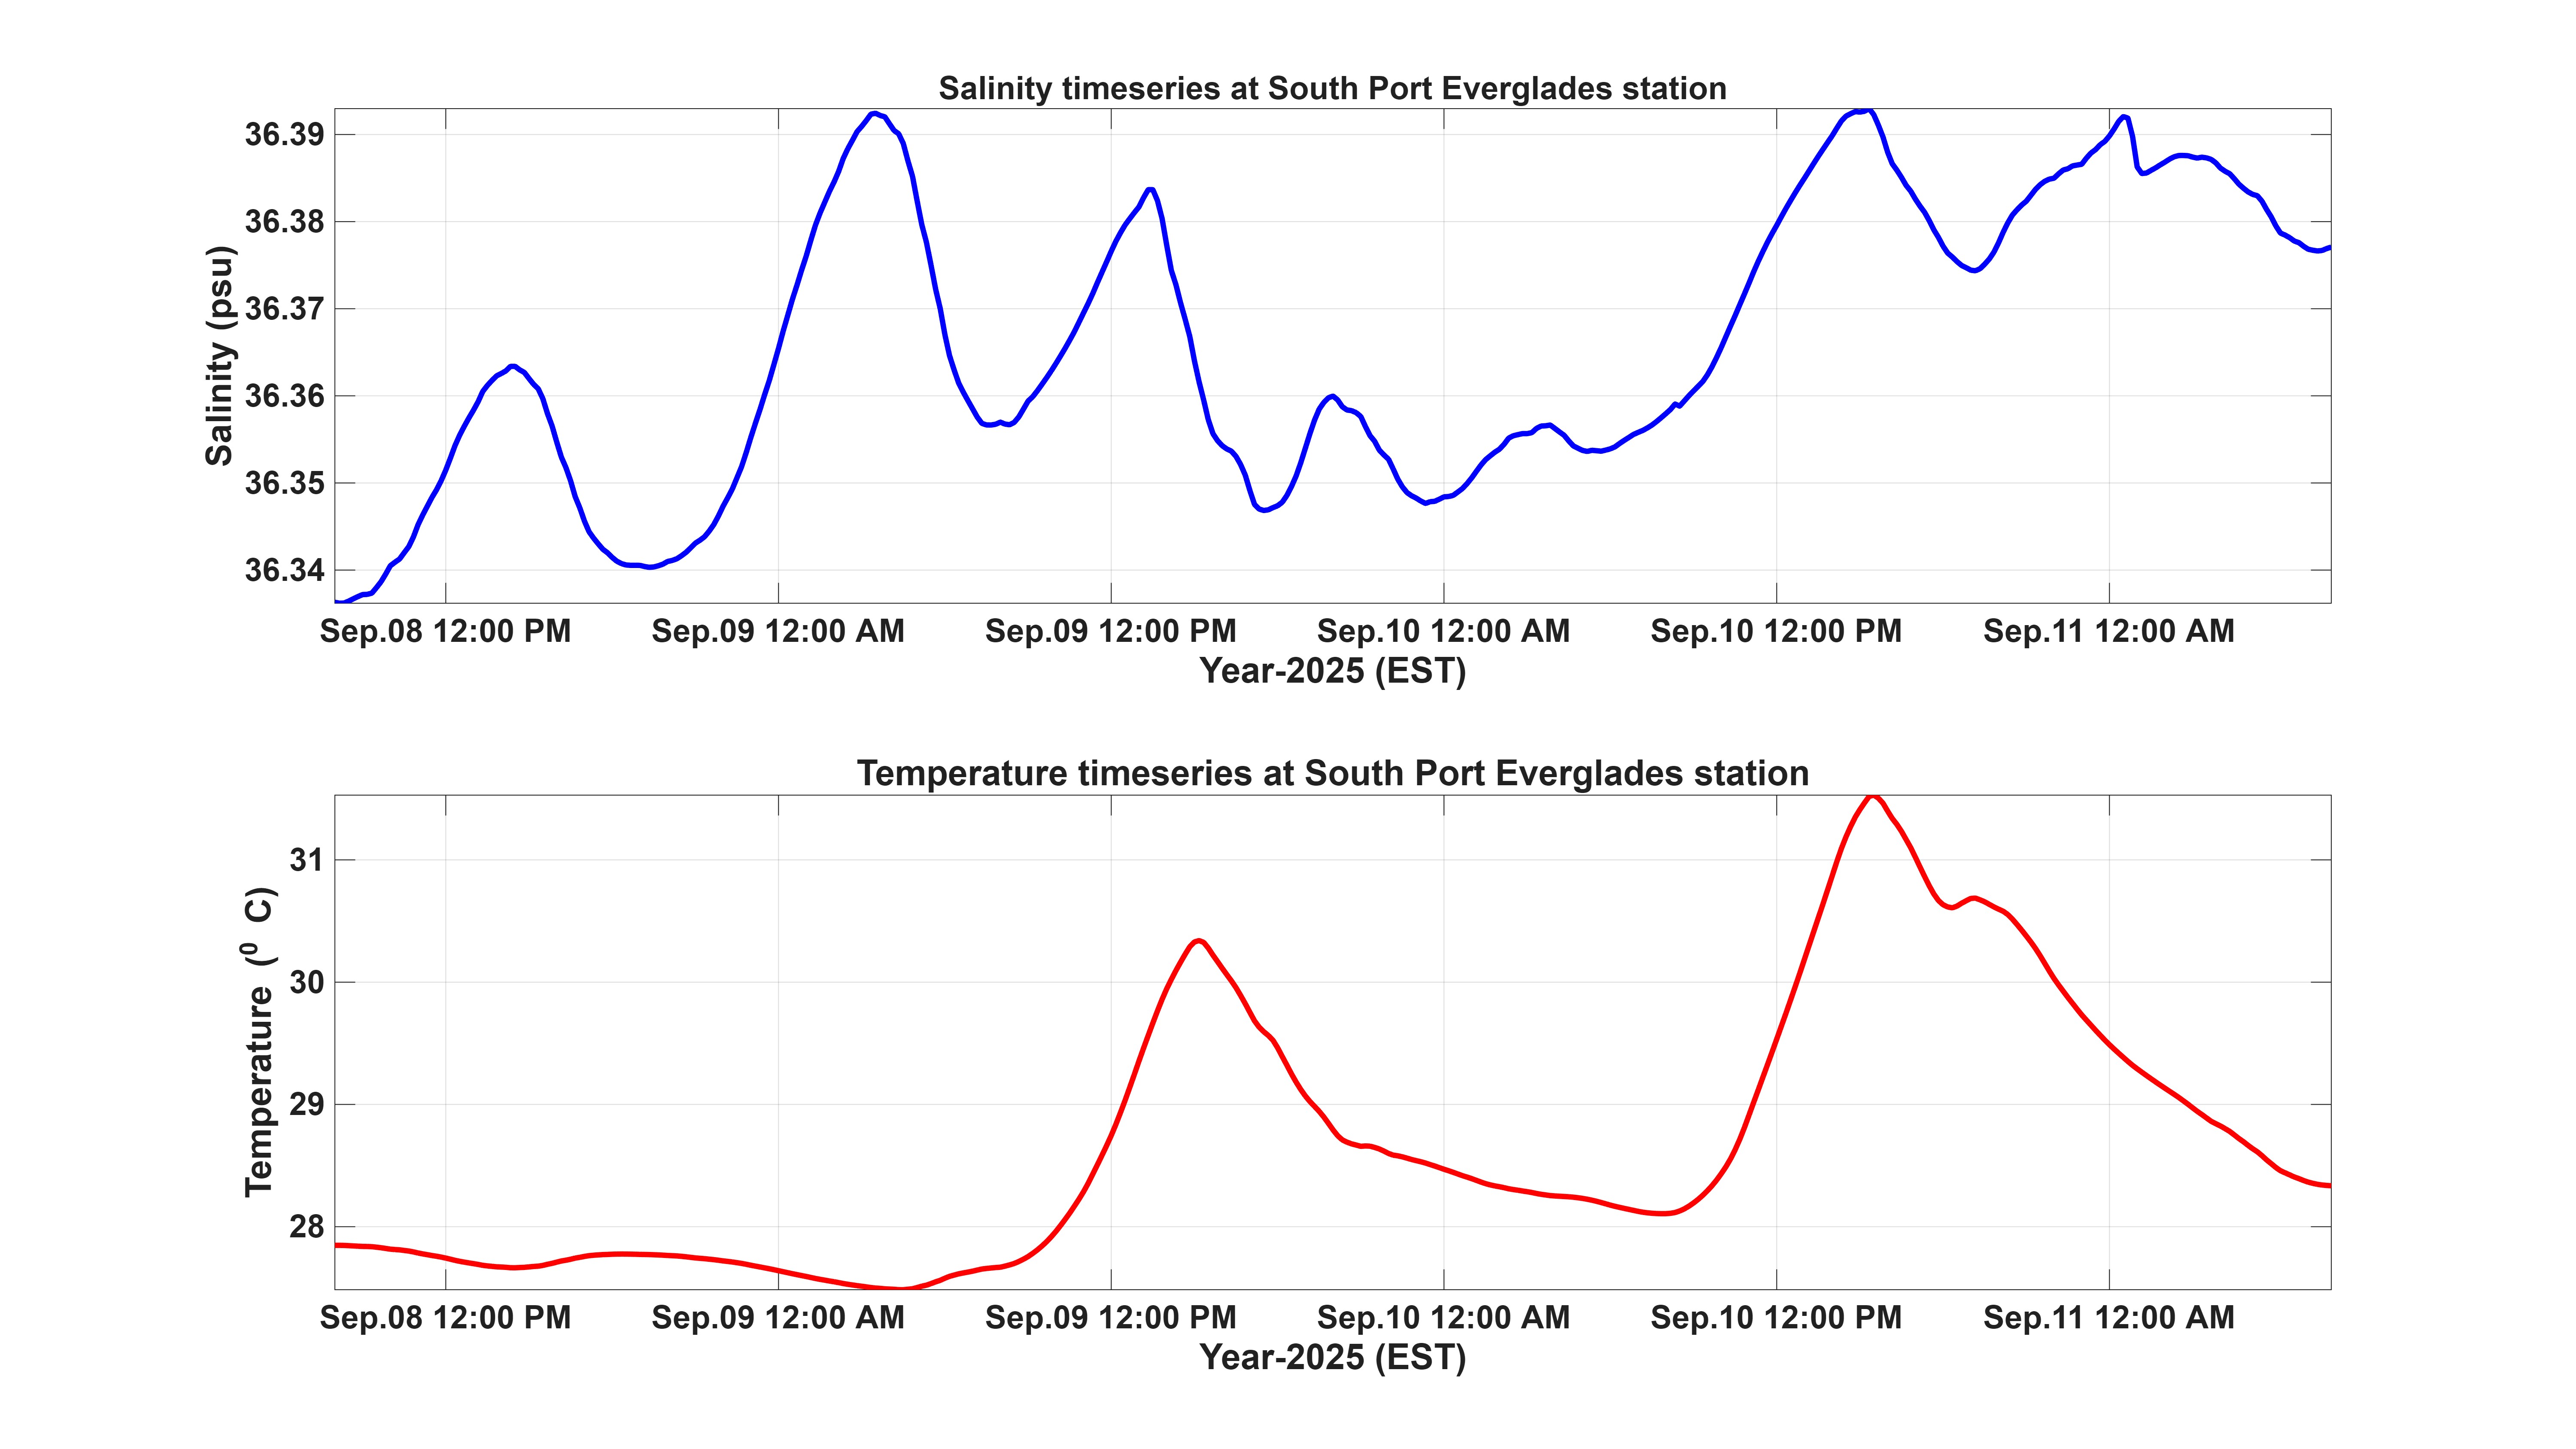 Salinity timeseries at South Port Everglades station
36.39
36.38
36.37
36.36
36.35
36.34
Salinity (psu)
Sep.08 12:00 PM Sep.09 12:00 AM Sep.09 12:00 PM Sep.10 12:00 AM Sep.10 12:00 PM Sep.11 12:00 AM
Year-2025 (EST)
Temperature timeseries at South Port Everglades station
31
30
29
28
Temperature (⁰ C)
Sep.08 12:00 PM Sep.09 12:00 AM Sep.09 12:00 PM Sep.10 12:00 AM Sep.10 12:00 PM Sep.11 12:00 AM
Year-2025 (EST)